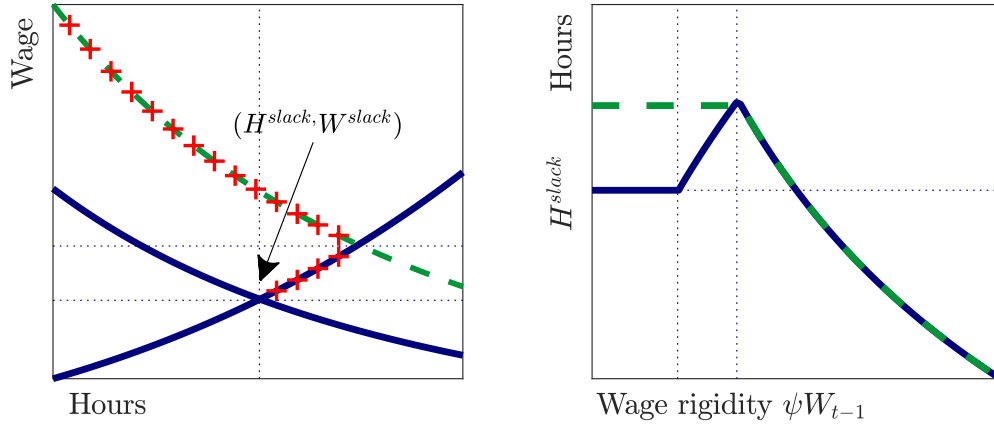 Wage
(H^{slack,}W^{slack})
Hours
Hours
H^{slack}
Wage rigidity ψW_{t−1}